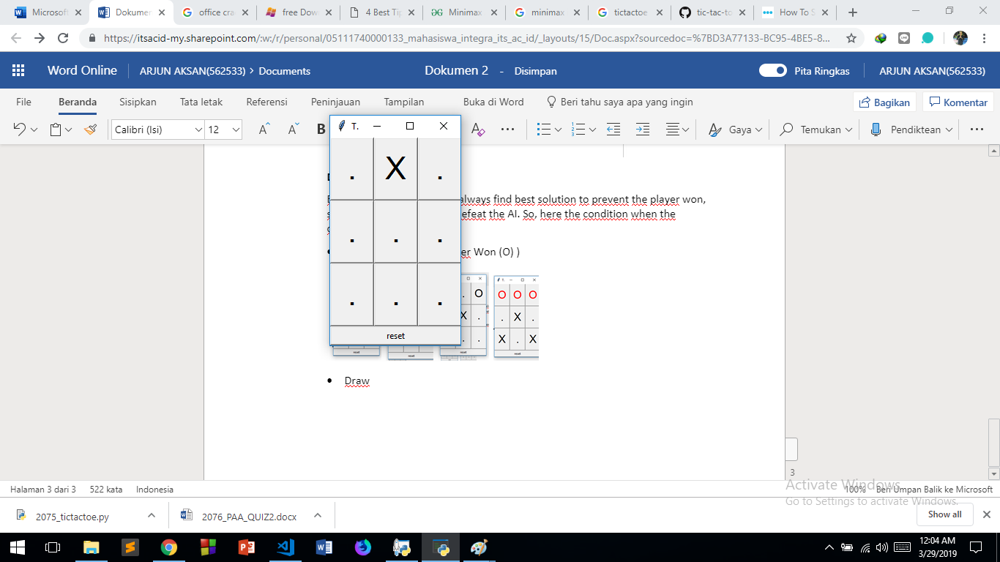 Microsoft
Dokumen
office cra
free Dow
4 Best Tip
Minimax
minimax
tictactoe
tic-tac-to
How To S
https://itsacid-my.sharepoint.com/:w:/r/personal/05111740000133_mahasiswa_integra_its_ac_id/_layouts/15/Doc.aspx?sourcedoc=%7BD3A77133-BC95-4BE5-8...
Word Online ARJUN AKSAN(562533) > Documents Dokumen 2 - Disimpan Pita Ringkas ARJUN AKSAN(562533)
File Beranda Sisipkan Tata letak Referensi Peninjauan Tampilan Buka di Word Beri tahu saya apa yang ingin Bagikan Komentar
Calibri (Isi) 12 A A B Gaya Temukan Pendiktean ...
T.
. X .
. . .
. . .
reset
always find best solution to prevent the player won,
efeat the AI. So, here the condition when the
er Won (O) )
. O
X .
. .
reset
O O O
. X .
X . X
reset
reset
reset
• Draw
3
Halaman 3 dari 3 522 kata Indonesia 100% Beri Umpan Balik ke Microsoft
Activate Windows
Go to Settings to activate Windows.
2075_tictactoe.py
2076_PAA_QUIZ2.docx
Show all
12:04 AM
3/29/2019